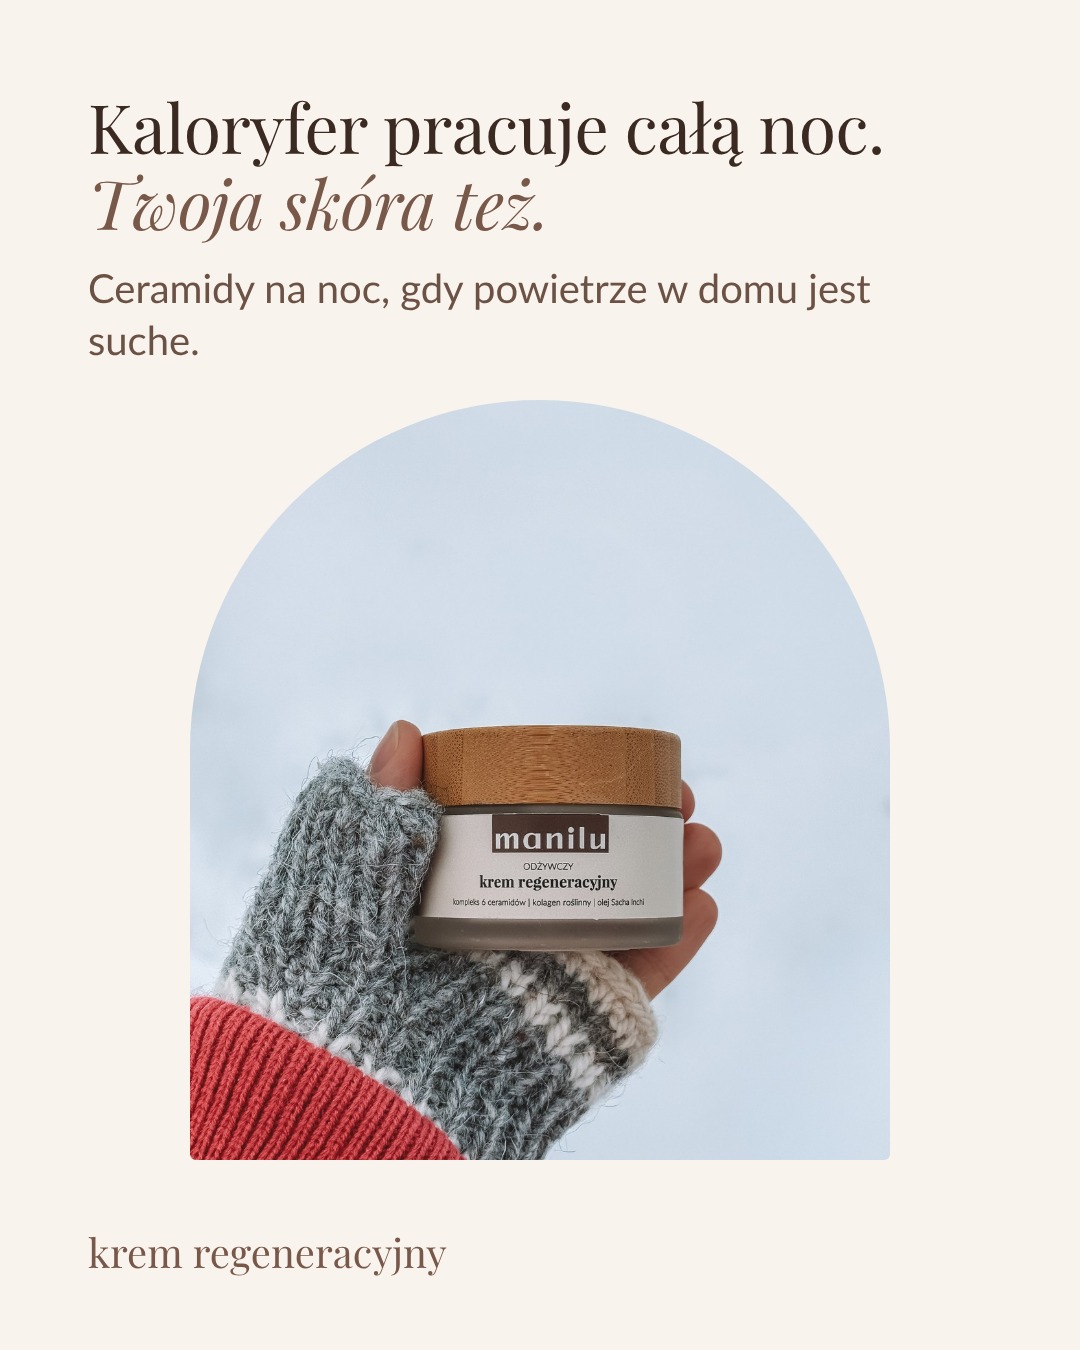 Kaloryfer pracuje całą noc.
Twoja skóra też.
Ceramidy na noc, gdy powietrze w domu jest
suche.
manilu
ODŻYWCZY
krem regeneracyjny
kompleks 6 ceramidów | kolagen roślinny | olej Sacha Inchi
krem regeneracyjny